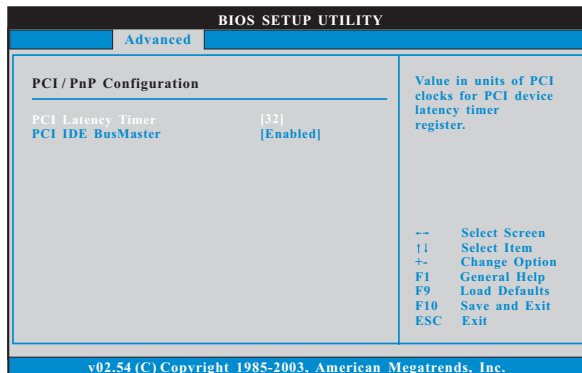 BIOS SETUP UTILITY
Advanced
PCI / PnP Configuration
PCI Latency Timer [32]
PCI IDE BusMaster [Enabled]
Value in units of PCI
clocks for PCI device
latency timer
register.
←→ Select Screen
↑↓ Select Item
+- Change Option
F1 General Help
F9 Load Defaults
F10 Save and Exit
ESC Exit
v02.54 (C) Copyright 1985-2003, American Megatrends, Inc.